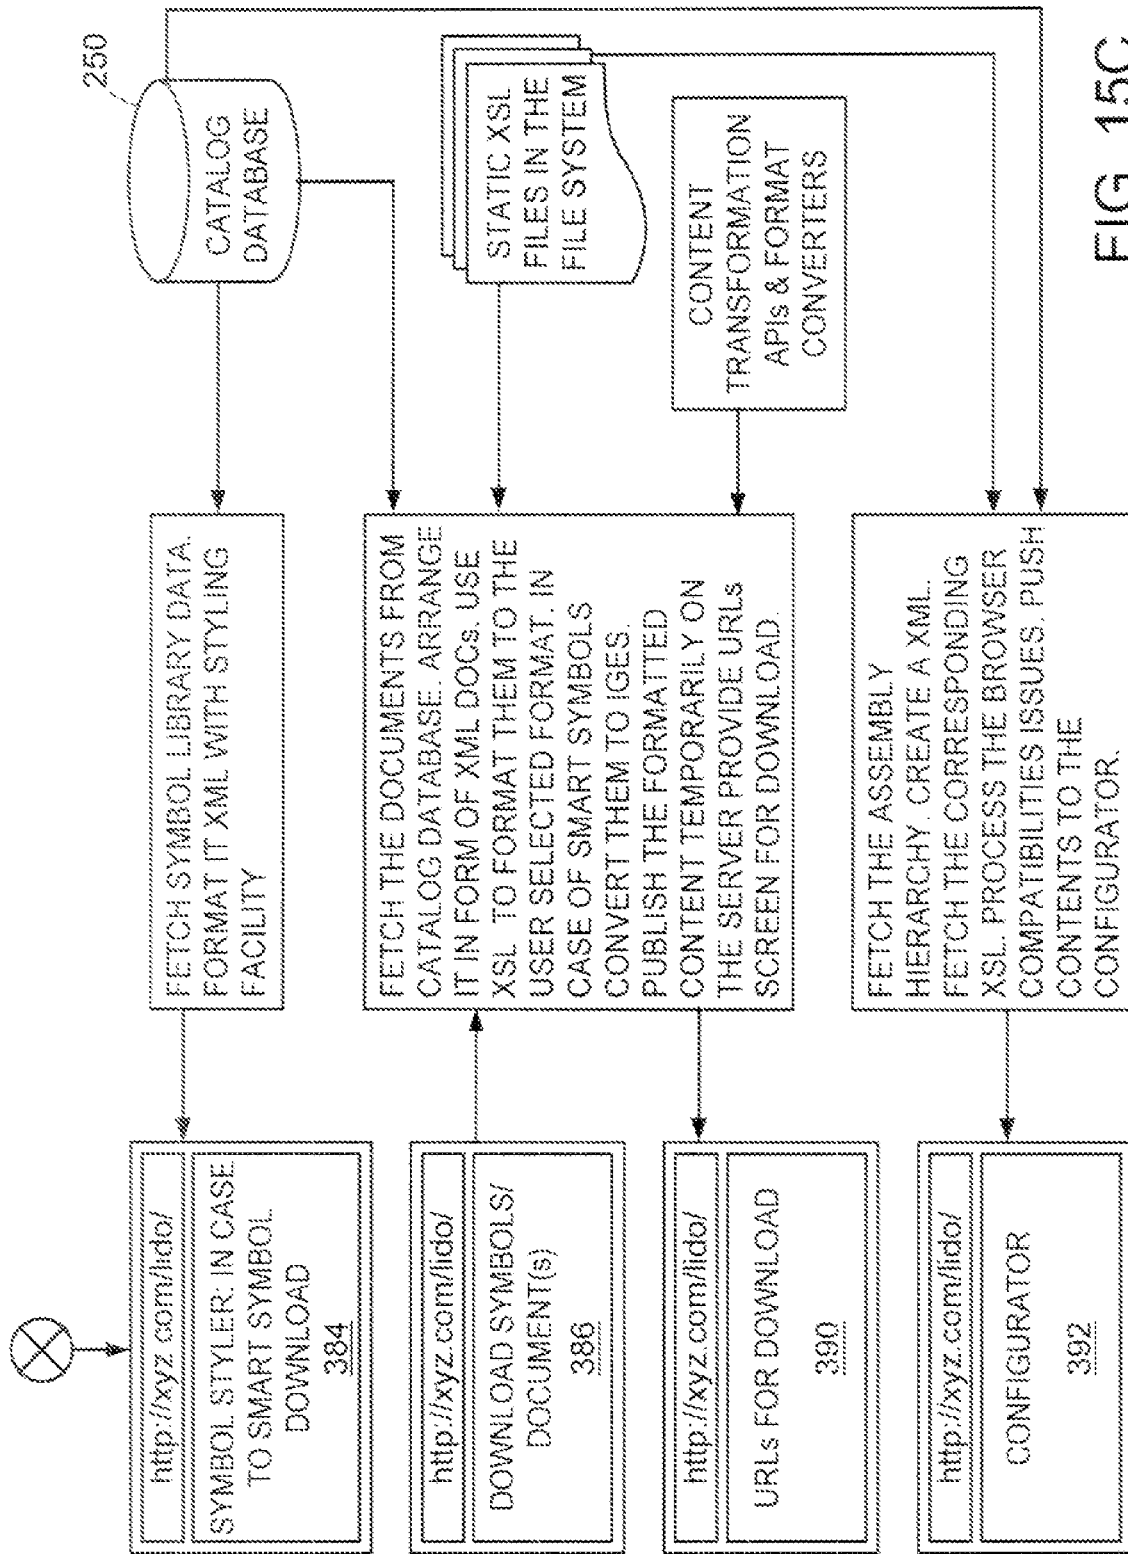 250
CATALOG
DATABASE
STATIC XSL
FILES IN THE
FILE SYSTEM
CONTENT
TRANSFORMATION
APIs & FORMAT
CONVERTERS
FETCH SYMBOL LIBRARY DATA.
FORMAT IT XML WITH STYLING
FACILITY
FETCH THE DOCUMENTS FROM
CATALOG DATABASE. ARRANGE
IT IN FORM OF XML DOCs. USE
XSL TO FORMAT THEM TO THE
USER SELECTED FORMAT. IN
CASE OF SMART SYMBOLS
CONVERT THEM TO IGES.
PUBLISH THE FORMATTED
CONTENT TEMPORARILY ON
THE SERVER PROVIDE URLs
SCREEN FOR DOWNLOAD.
FETCH THE ASSEMBLY
HIERARCHY. CREATE A XML.
FETCH THE CORRESPONDING
XSL. PROCESS THE BROWSER
COMPATIBILITIES ISSUES. PUSH
CONTENTS TO THE
CONFIGURATOR.
http://xyz.com/lido/
SYMBOL STYLER: IN CASE
TO SMART SYMBOL
DOWNLOAD
384
http://xyz.com/lido/
DOWNLOAD SYMBOLS/
DOCUMENT(s)
386
http://xyz.com/lido/
URLs FOR DOWNLOAD
390
http://xyz.com/lido/
CONFIGURATOR
392
FIG. 15C